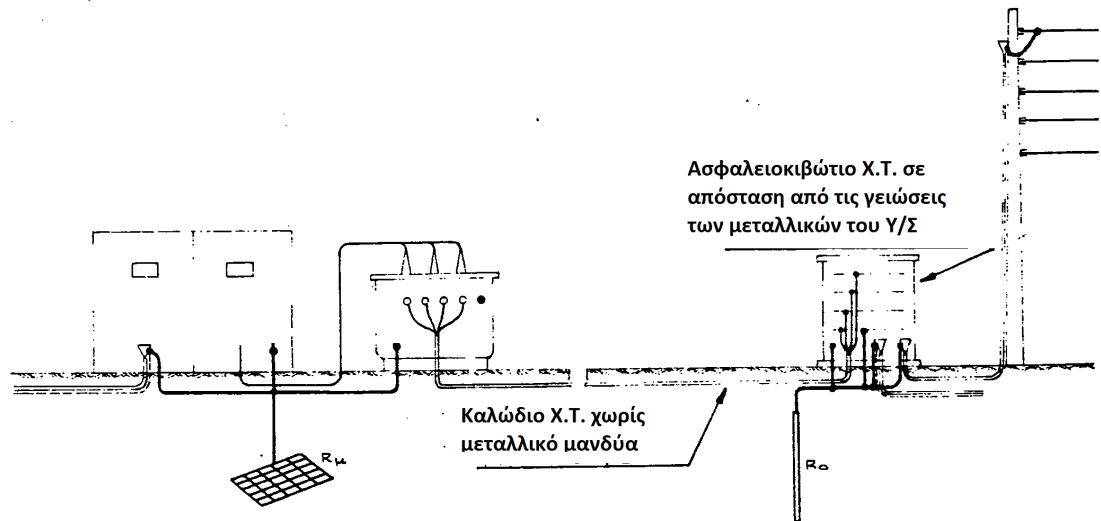 Ασφαλειοκιβώτιο Χ.Τ. σε
απόσταση από τις γειώσεις
των μεταλλικών του Υ/Σ
Καλώδιο Χ.Τ. χωρίς
μεταλλικό μανδύα
Rμ
Ro